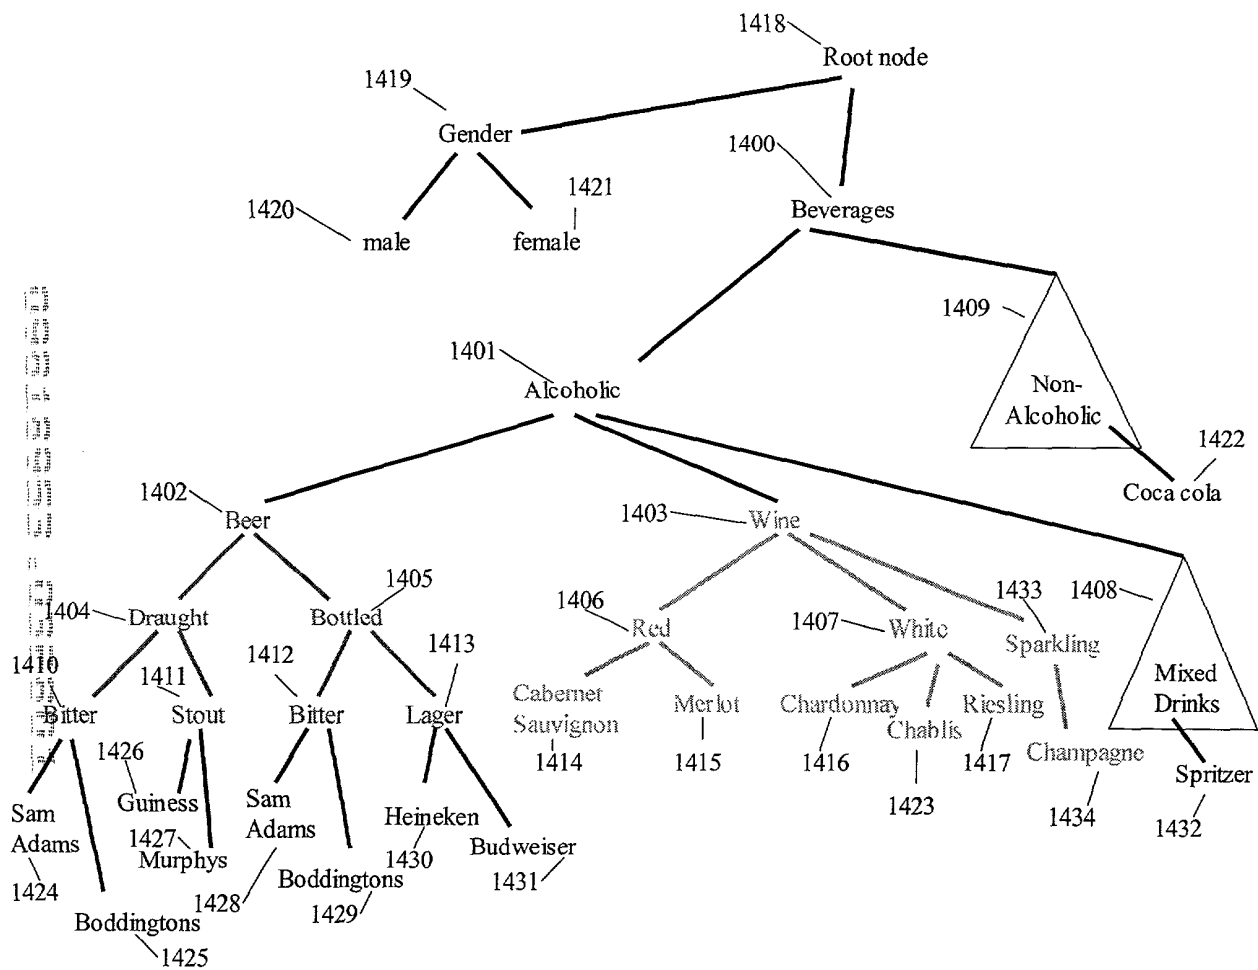 1418
Root node
1419
Gender
1400
1421
1420
Beverages
male
female
1409
1401
Alcoholic
Non-
Alcoholic
1422
Coca cola
1402
Beer
1403
Wine
1405
1433
1408
1404
Draught
Bottled
1406
Red
1407
White
Sparkling
1413
1410
1411
1412
Mixed
Drinks
Bitter
Stout
Bitter
Lager
Cabernet
Sauvignon
Merlot
Chardonnay
Chablis
Riesling
Champagne
1414
1415
1416
1417
1426
Spritzer
Sam
Adams
Guiness
Sam
Adams
Heineken
1423
1434
1432
1427
Murphys
1430
Budweiser
1424
1428
Boddingtons
1431
1429
Boddingtons
1425